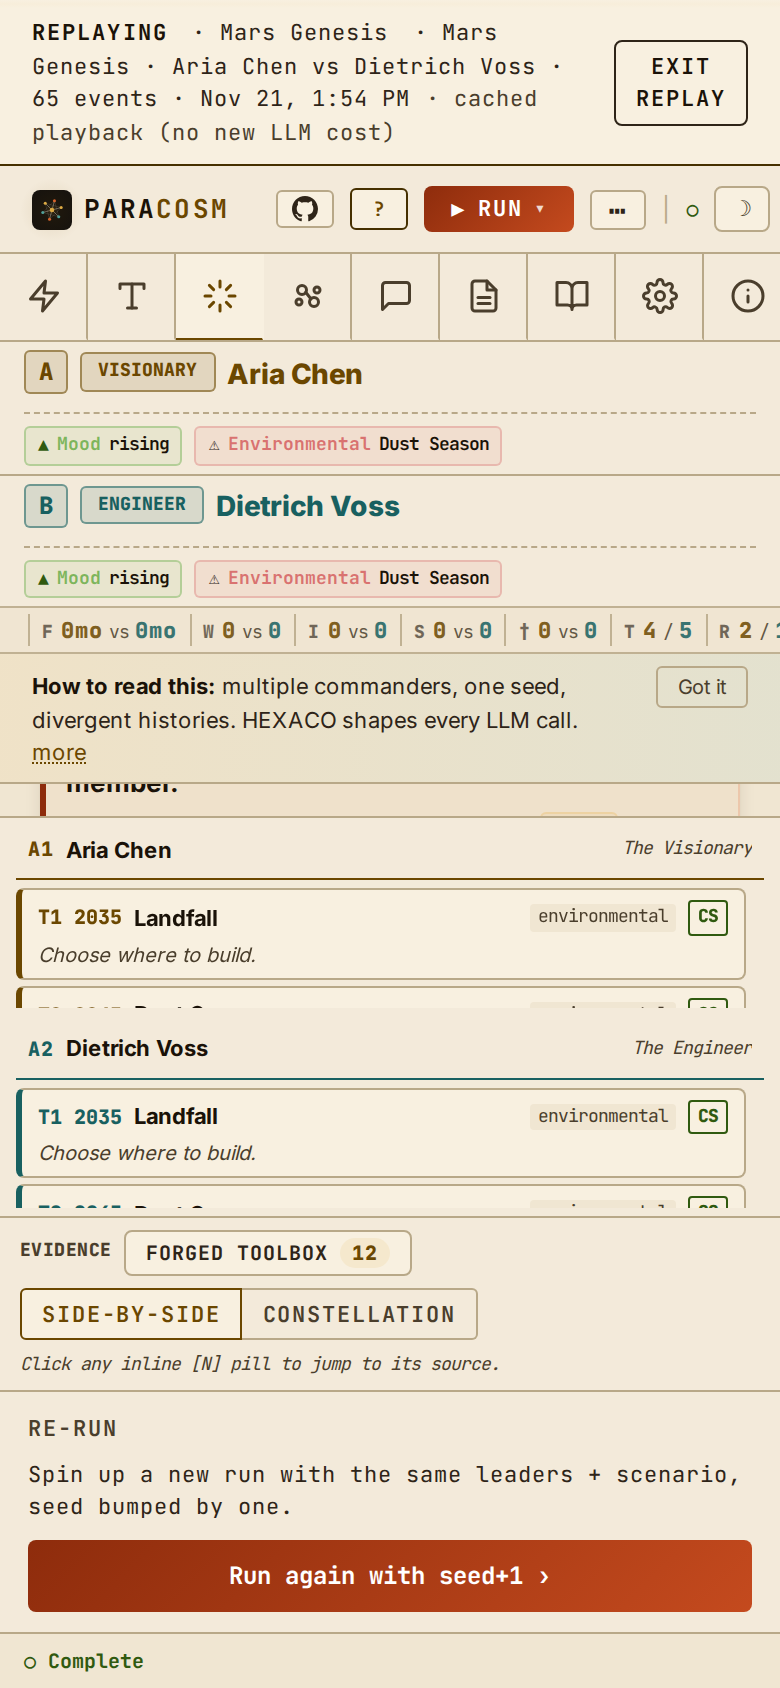 REPLAYING · Mars Genesis · Mars
Genesis · Aria Chen vs Dietrich Voss ·
65 events · Nov 21, 1:54 PM · cached
playback (no new LLM cost)
EXIT
REPLAY
PARACOSM
?
▶ RUN ▾
…
A VISIONARY Aria Chen
▲ Mood rising ⚠ Environmental Dust Season
B ENGINEER Dietrich Voss
▲ Mood rising ⚠ Environmental Dust Season
F 0mo vs 0mo W 0 vs 0 I 0 vs 0 S 0 vs 0 † 0 vs 0 T 4 / 5 R 2 /
How to read this: multiple commanders, one seed,
divergent histories. HEXACO shapes every LLM call.
more
Got it
member.
A1 Aria Chen The Visionary
T1 2035 Landfall environmental CS
Choose where to build.
A2 Dietrich Voss The Engineer
T1 2035 Landfall environmental CS
Choose where to build.
EVIDENCE FORGED TOOLBOX 12
SIDE-BY-SIDE CONSTELLATION
Click any inline [N] pill to jump to its source.
RE-RUN
Spin up a new run with the same leaders + scenario,
seed bumped by one.
Run again with seed+1 ›
○ Complete